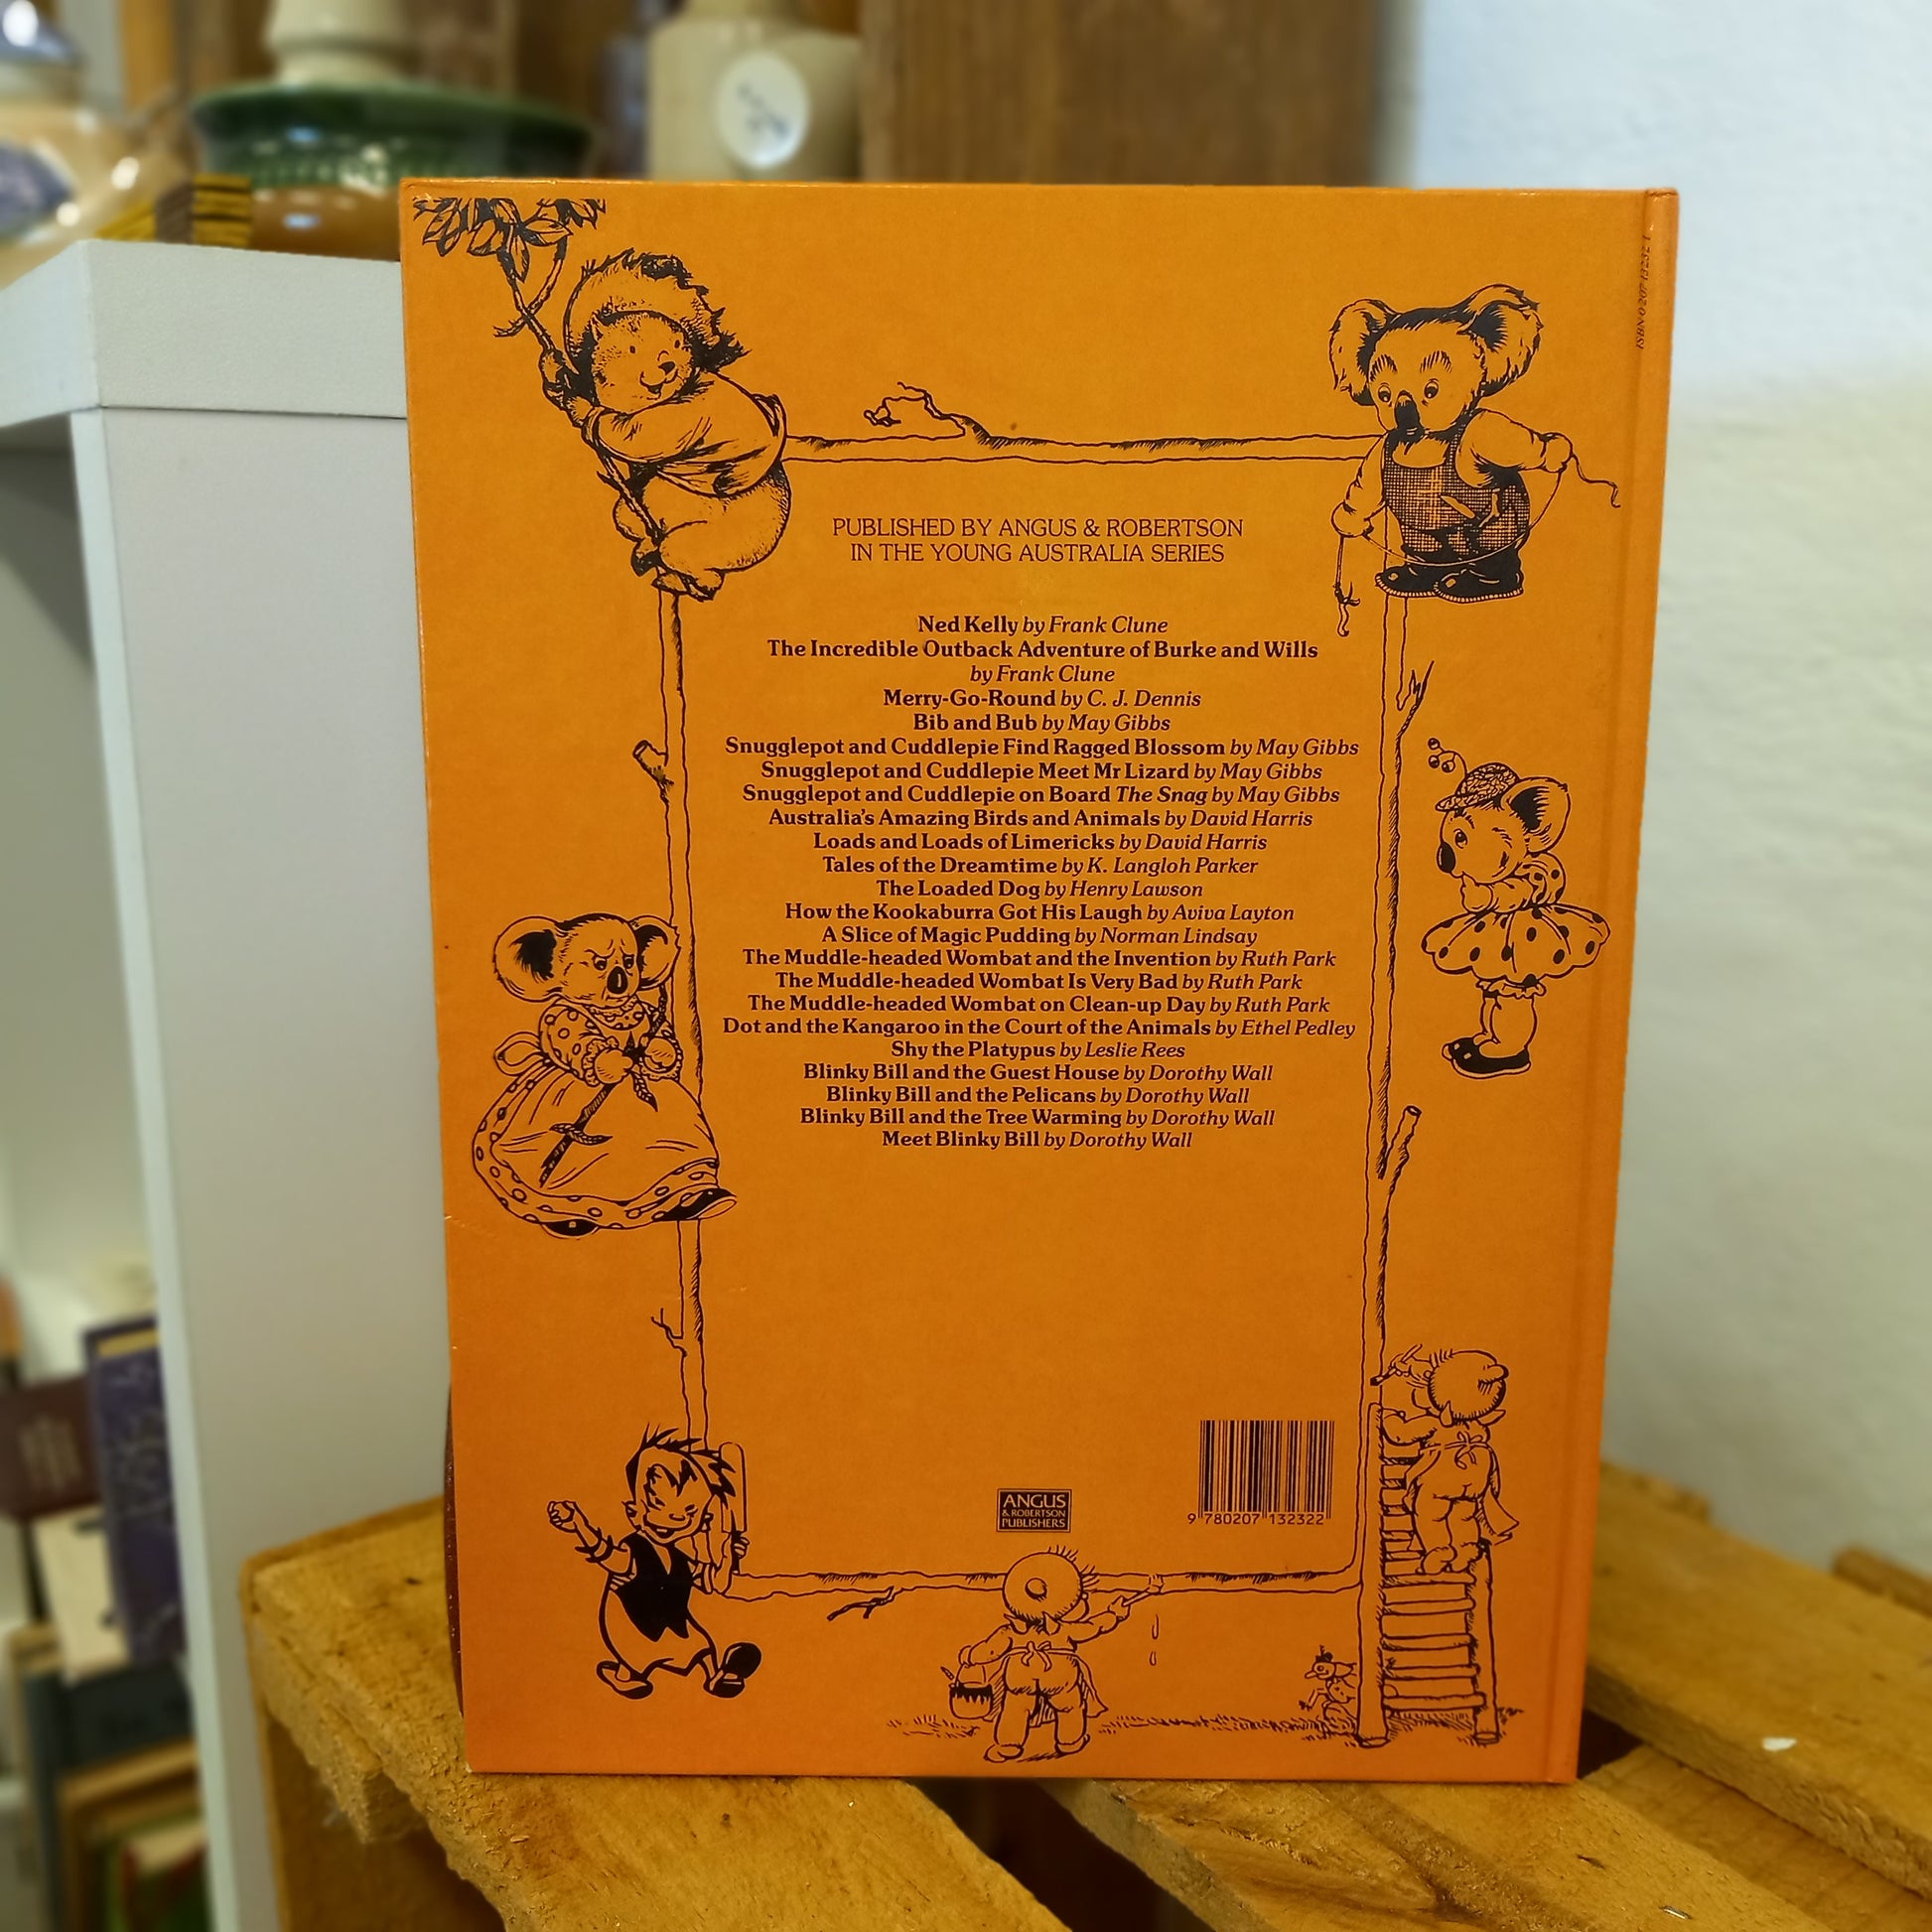 ISBN 0 207 13232 1
PUBLISHED BY ANGUS & ROBERTSON
IN THE YOUNG AUSTRALIA SERIES
Ned Kelly by Frank Clune
The Incredible Outback Adventure of Burke and Wills
by Frank Clune
Merry-Go-Round by C. J. Dennis
Bib and Bub by May Gibbs
Snugglepot and Cuddlepie Find Ragged Blossom by May Gibbs
Snugglepot and Cuddlepie Meet Mr Lizard by May Gibbs
Snugglepot and Cuddlepie on Board The Snag by May Gibbs
Australia's Amazing Birds and Animals by David Harris
Loads and Loads of Limericks by David Harris
Tales of the Dreamtime by K. Langloh Parker
The Loaded Dog by Henry Lawson
How the Kookaburra Got His Laugh by Aviva Layton
A Slice of Magic Pudding by Norman Lindsay
The Muddle-headed Wombat and the Invention by Ruth Park
The Muddle-headed Wombat Is Very Bad by Ruth Park
The Muddle-headed Wombat on Clean-up Day by Ruth Park
Dot and the Kangaroo in the Court of the Animals by Ethel Pedley
Shy the Platypus by Leslie Rees
Blinky Bill and the Guest House by Dorothy Wall
Blinky Bill and the Pelicans by Dorothy Wall
Blinky Bill and the Tree Warming by Dorothy Wall
Meet Blinky Bill by Dorothy Wall
ANGUS
& ROBERTSON
PUBLISHERS
9 780207 132322